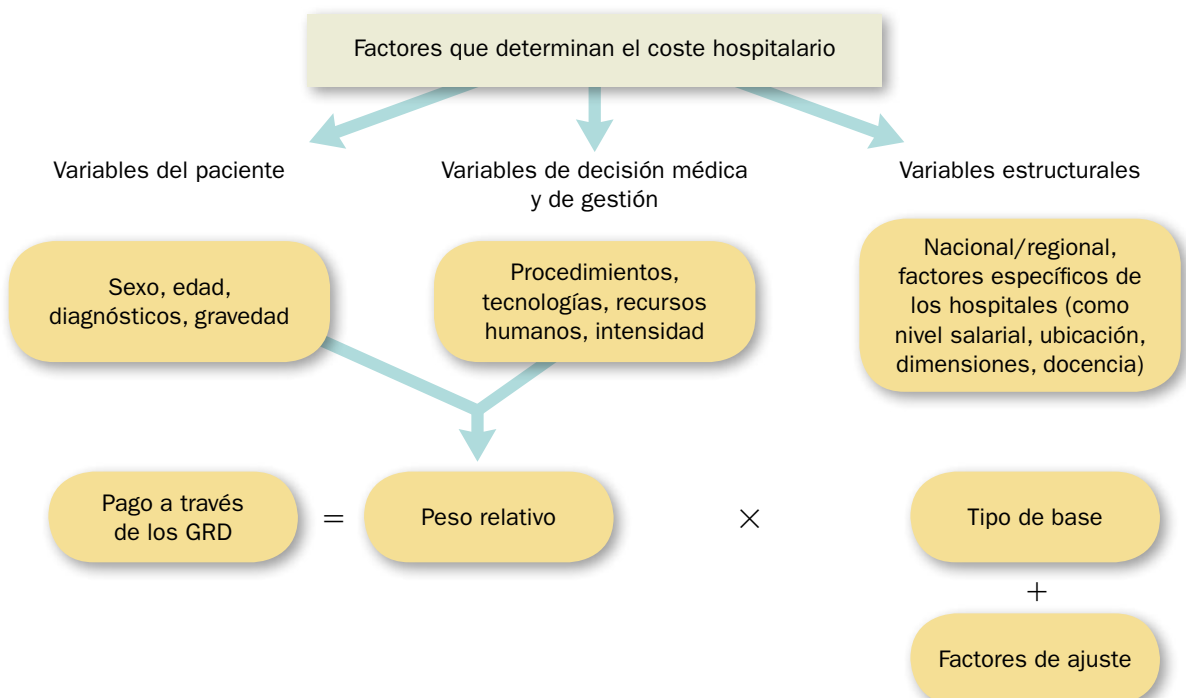 Factores que determinan el coste hospitalario
Variables del paciente
Variables de decisión médica
y de gestión
Variables estructurales
Sexo, edad,
diagnósticos, gravedad
Procedimientos,
tecnologías, recursos
humanos, intensidad
Nacional/regional,
factores específicos de
los hospitales (como
nivel salarial, ubicación,
dimensiones, docencia)
Pago a través
de los GRD
=
Peso relativo
×
Tipo de base
+
Factores de ajuste